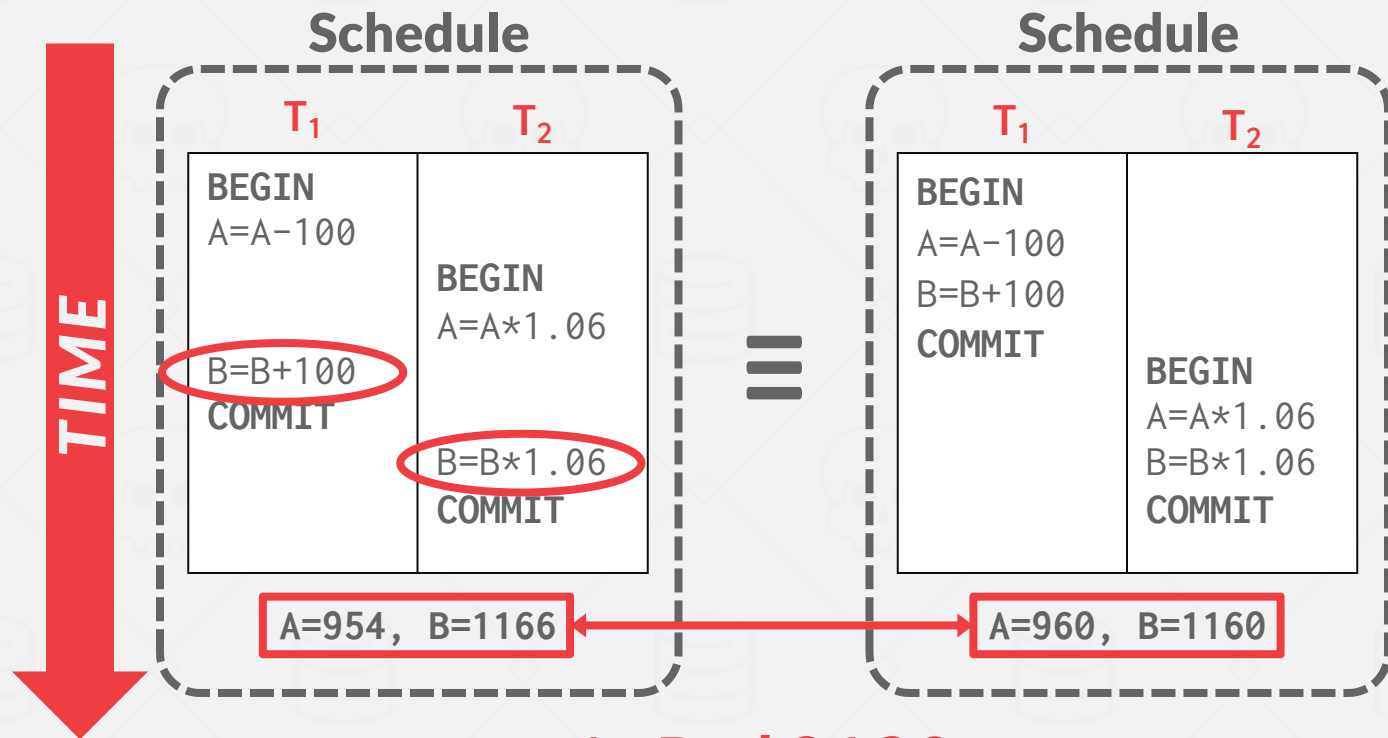 Schedule
T1 T2
BEGIN
A=A-100
BEGIN
A=A*1.06
B=B+100
COMMIT
B=B*1.06
COMMIT
A=954, B=1166
TIME
≡
Schedule
T1 T2
BEGIN
A=A-100
B=B+100
COMMIT
BEGIN
A=A*1.06
B=B*1.06
COMMIT
A=960, B=1160